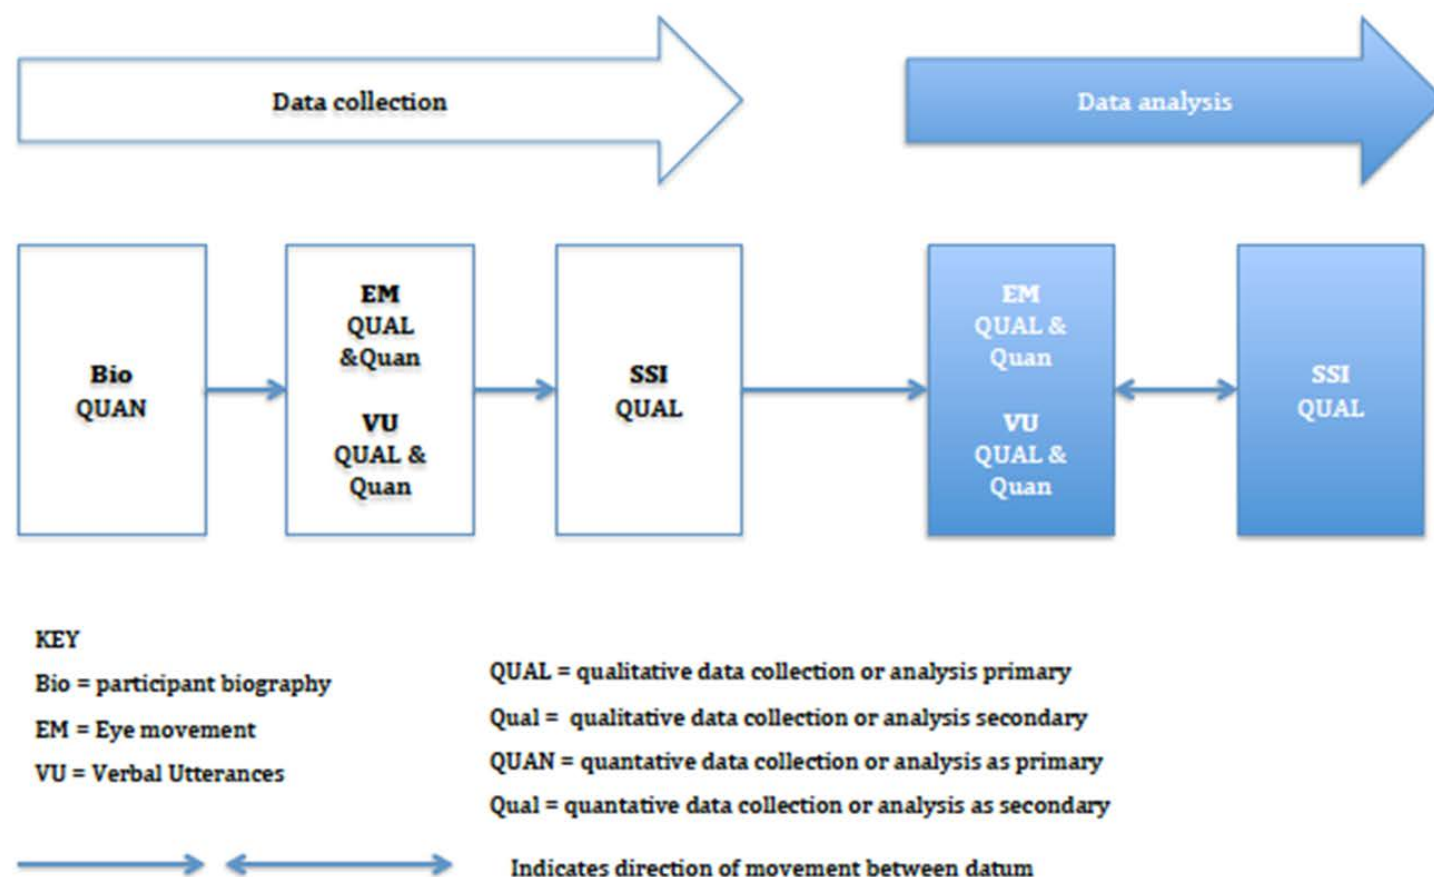 Data collection
Data analysis
Bio
QUAN
EM
QUAL
&Quan
VU
QUAL &
Quan
SSI
QUAL
EM
QUAL &
Quan
VU
QUAL &
Quan
SSI
QUAL
KEY
Bio = participant biography
EM = Eye movement
VU = Verbal Utterances
QUAL = qualitative data collection or analysis primary
Qual = qualitative data collection or analysis secondary
QUAN = quantative data collection or analysis as primary
Qual = quantative data collection or analysis as secondary
Indicates direction of movement between datum